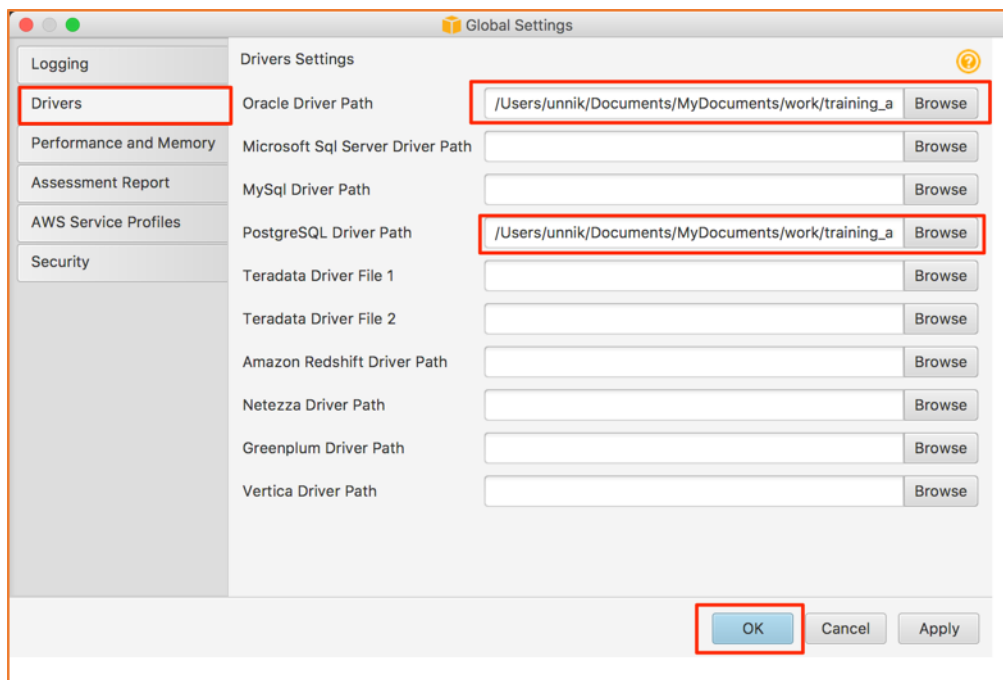 Global Settings
Logging
Drivers
Performance and Memory
Assessment Report
AWS Service Profiles
Security
Drivers Settings
?
Oracle Driver Path /Users/unnik/Documents/MyDocuments/work/training_a Browse
Microsoft Sql Server Driver Path Browse
MySql Driver Path Browse
PostgreSQL Driver Path /Users/unnik/Documents/MyDocuments/work/training_a Browse
Teradata Driver File 1 Browse
Teradata Driver File 2 Browse
Amazon Redshift Driver Path Browse
Netezza Driver Path Browse
Greenplum Driver Path Browse
Vertica Driver Path Browse
OK Cancel Apply